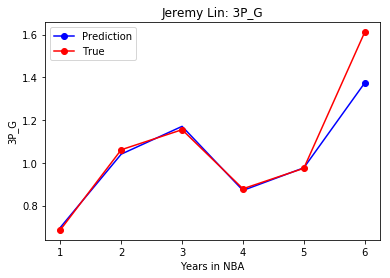 Jeremy Lin: 3P_G
Prediction
True
1.6
1.4
1.2
1.0
0.8
3P_G
1 2 3 4 5 6
Years in NBA